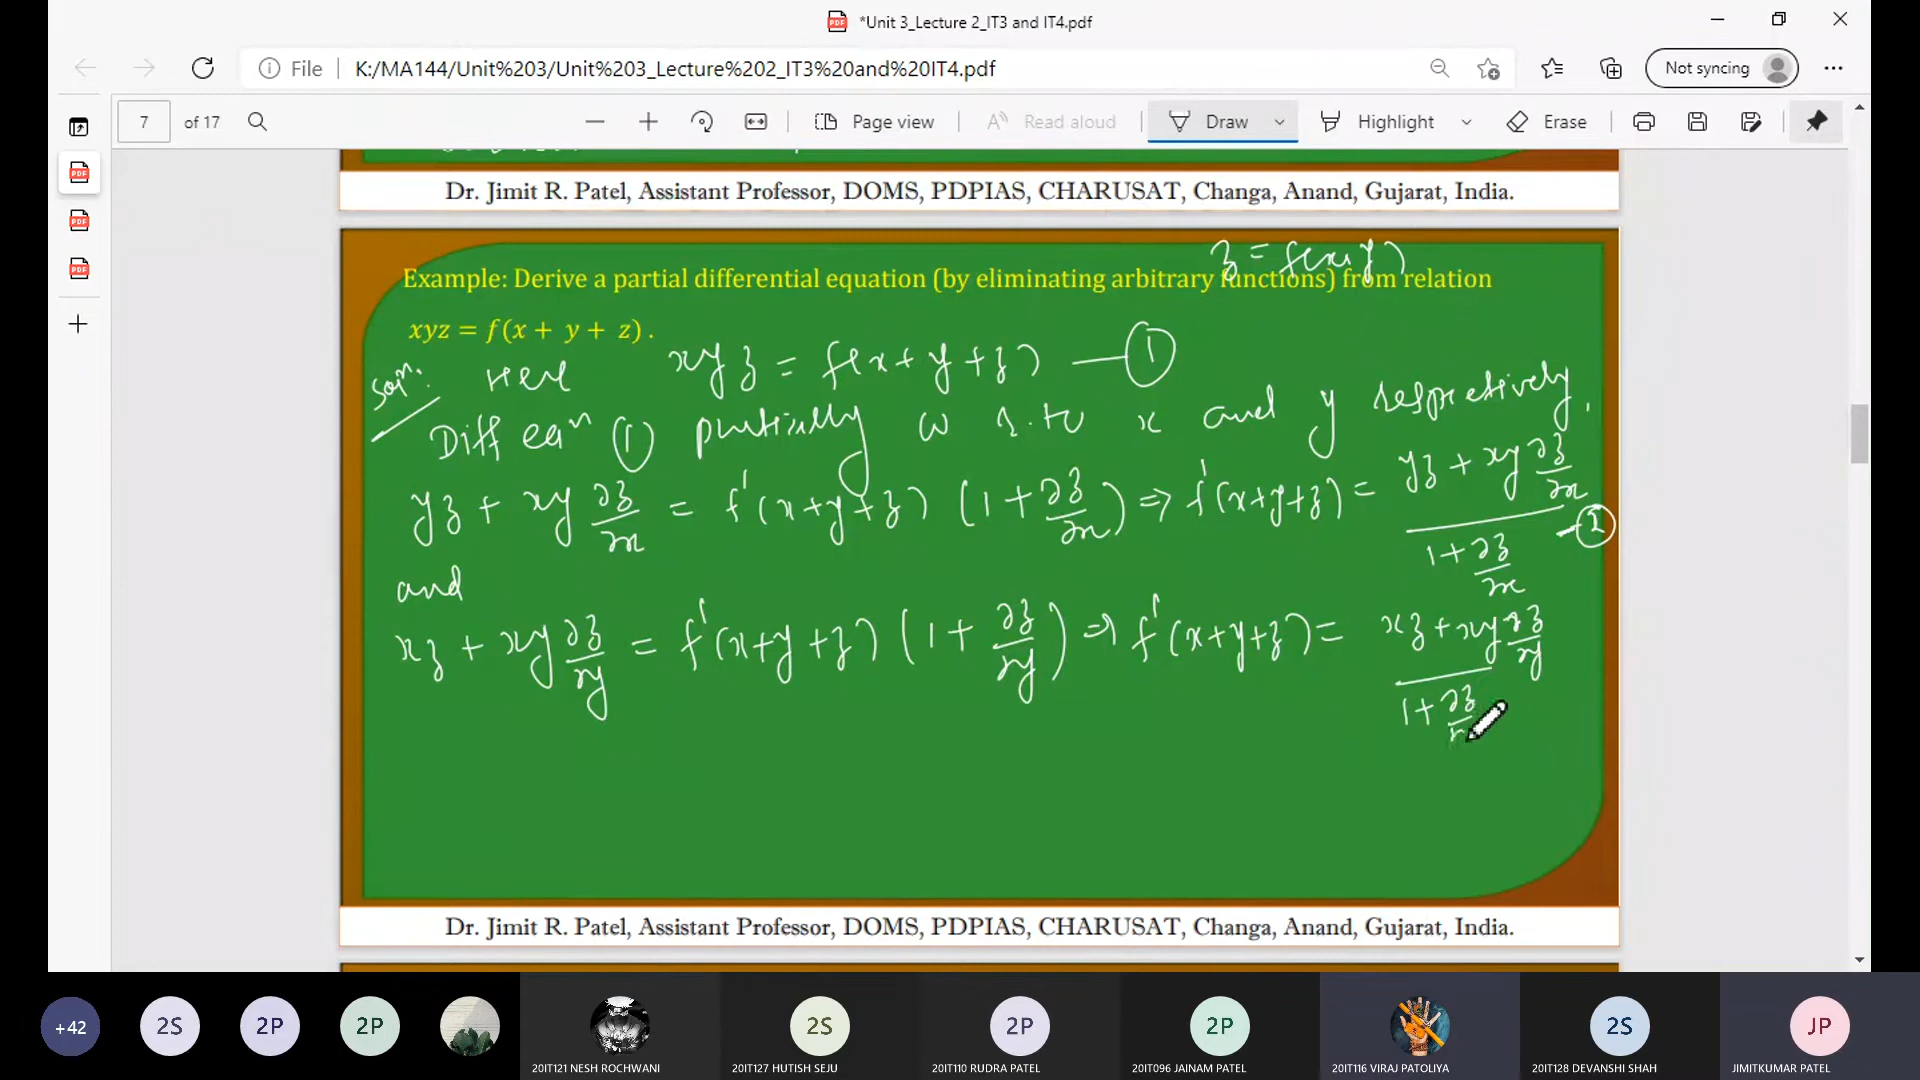 *Unit 3_Lecture 2_IT3 and IT4.pdf
File | K:/MA144/Unit%203/Unit%203_Lecture%202_IT3%20and%20IT4.pdf
Not syncing
7 of 17
Page view
Read aloud
Draw
Highlight
Erase
Dr. Jimit R. Patel, Assistant Professor, DOMS, PDPIAS, CHARUSAT, Changa, Anand, Gujarat, India.
z = f(x, y)
Example: Derive a partial differential equation (by eliminating arbitrary functions) from relation
xyz = f(x + y + z) .
Soln. Here xyz = f(x+y+z) — ①
Diff eqn ① partially w r. to x and y respectively.
yz + xy ∂z/∂x = f'(x+y+z) (1+∂z/∂x) ⇒ f'(x+y+z) = (yz + xy ∂z/∂x)/(1+∂z/∂x) — ②
and
xz + xy ∂z/∂y = f'(x+y+z) (1+∂z/∂y) ⇒ f'(x+y+z) = (xz + xy ∂z/∂y)/(1+∂z/
Dr. Jimit R. Patel, Assistant Professor, DOMS, PDPIAS, CHARUSAT, Changa, Anand, Gujarat, India.
+42 2S 2P 2P 2S 2P 2P 2S JP
20IT121 NESH ROCHWANI
20IT127 HUTISH SEJU
20IT110 RUDRA PATEL
20IT096 JAINAM PATEL
20IT116 VIRAJ PATOLIYA
20IT128 DEVANSHI SHAH
JIMITKUMAR PATEL